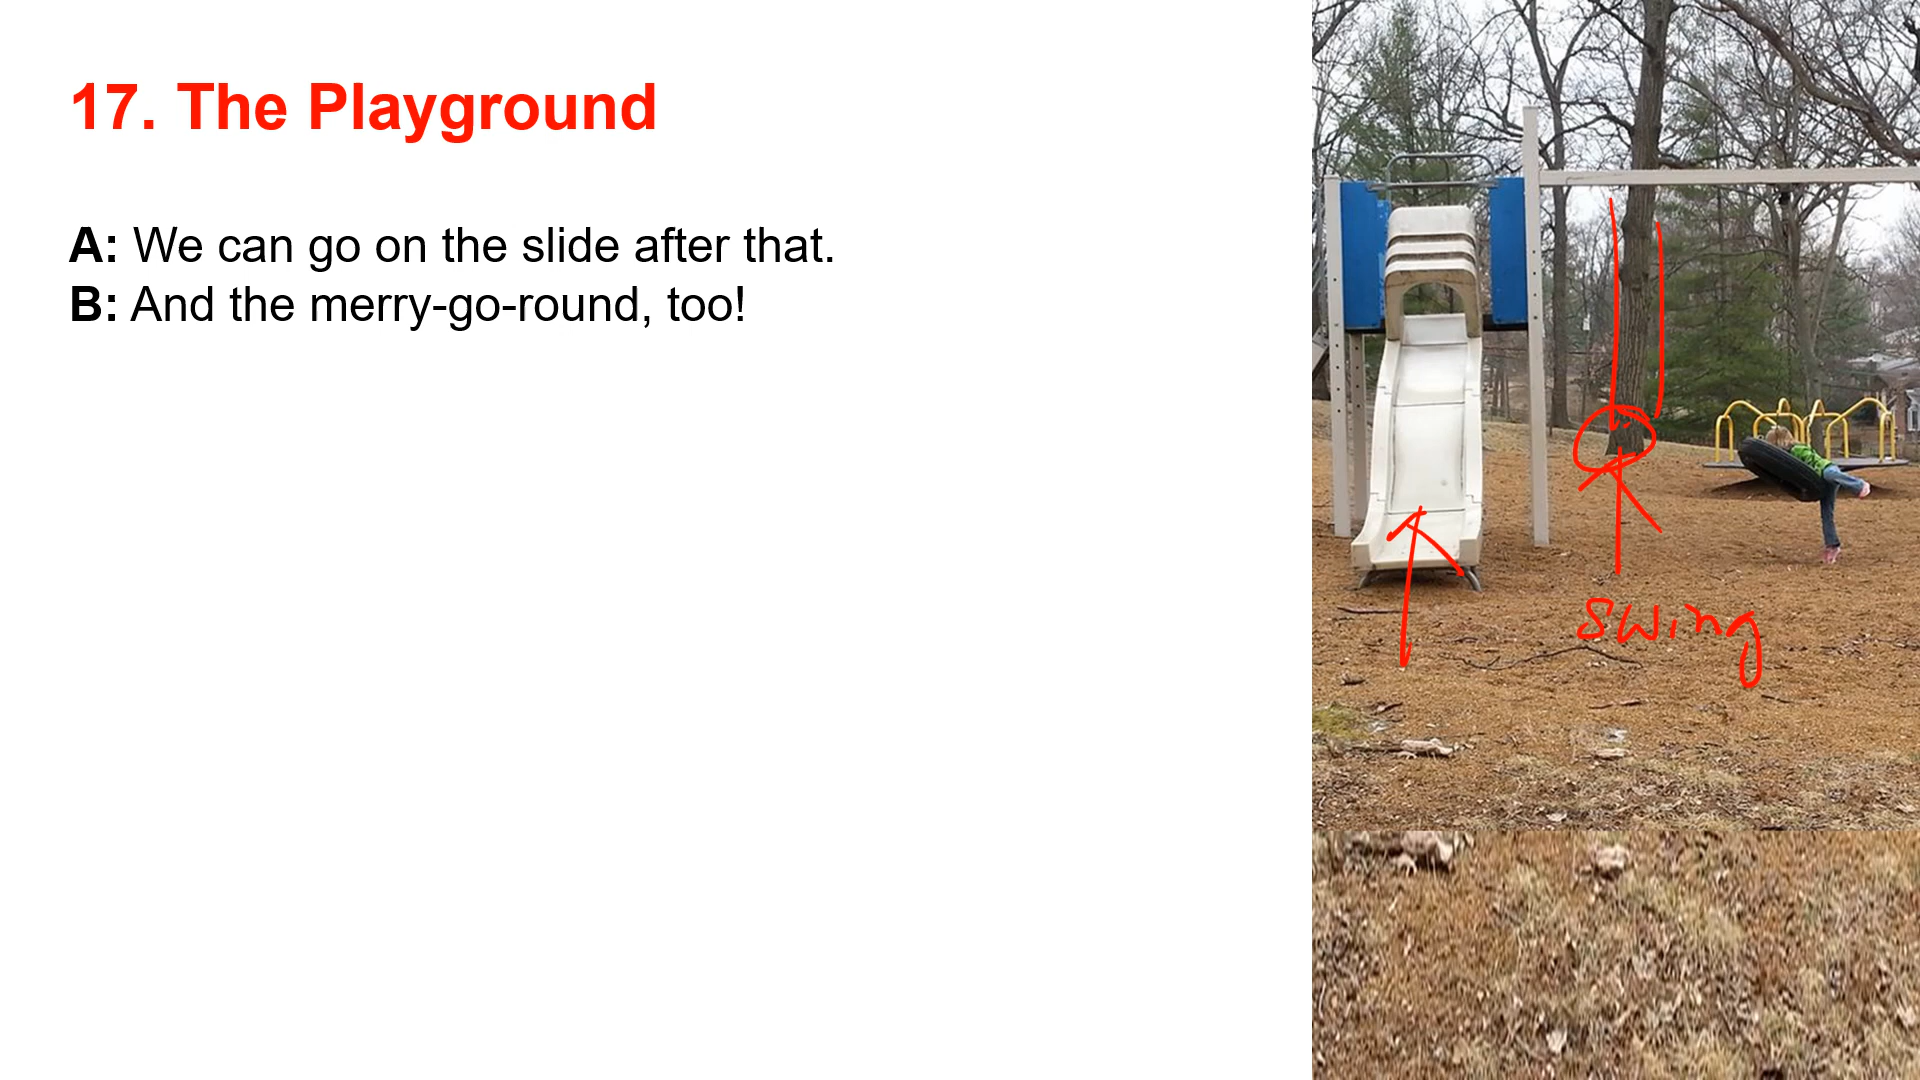 17. The Playground
A: We can go on the slide after that.
B: And the merry-go-round, too!
swing